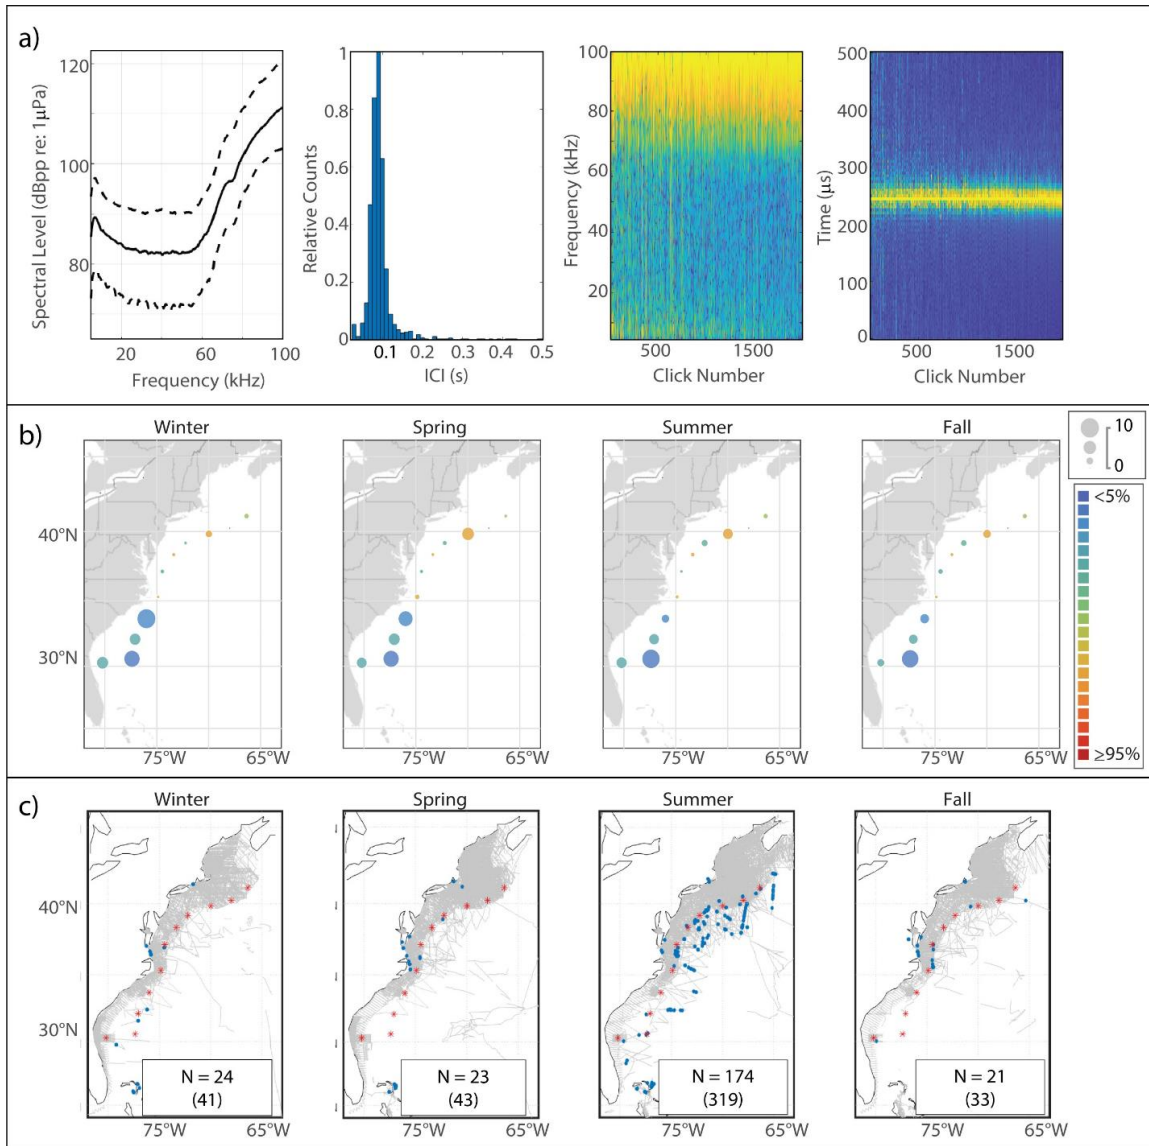 a)
Spectral Level (dBpp re: 1μPa)
120
100
80
20 60 100
Frequency (kHz)
Relative Counts
1
0.8
0.6
0.4
0.2
0
0.1 0.2 0.3 0.4 0.5
ICI (s)
Frequency (kHz)
100
80
60
40
20
500 1500
Click Number
Time (μs)
500
400
300
200
100
0
500 1500
Click Number
b)
Winter Spring Summer Fall
10
0
<5%
≥95%
40°N
30°N
75°W 65°W 75°W 65°W 75°W 65°W 75°W 65°W
c)
Winter Spring Summer Fall
40°N
30°N
N = 24
(41)
N = 23
(43)
N = 174
(319)
N = 21
(33)
75°W 65°W 75°W 65°W 75°W 65°W 75°W 65°W